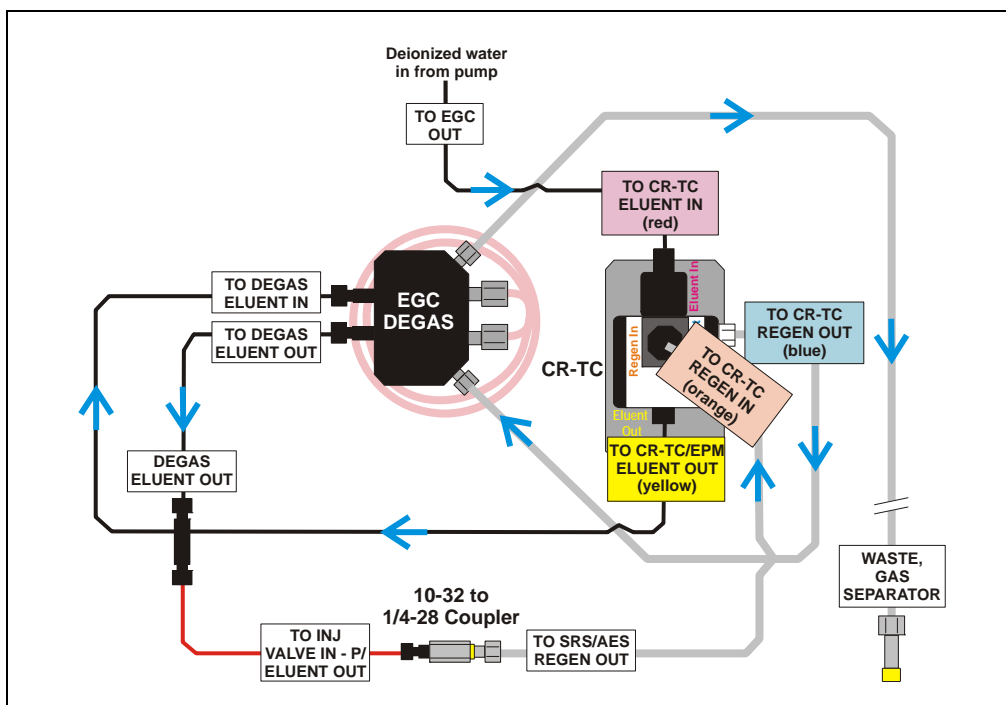 Deionized water
in from pump
TO EGC
OUT
TO CR-TC
ELUENT IN
(red)
TO DEGAS
ELUENT IN
TO DEGAS
ELUENT OUT
EGC
DEGAS
Eluent In
Regen In
CR-TC
TO CR-TC
REGEN OUT
(blue)
TO CR-TC
REGEN IN
(orange)
Eluent
Out
TO CR-TC/EPM
ELUENT OUT
(yellow)
DEGAS
ELUENT OUT
WASTE,
GAS
SEPARATOR
10-32 to
1/4-28 Coupler
TO INJ
VALVE IN - P/
ELUENT OUT
TO SRS/AES
REGEN OUT